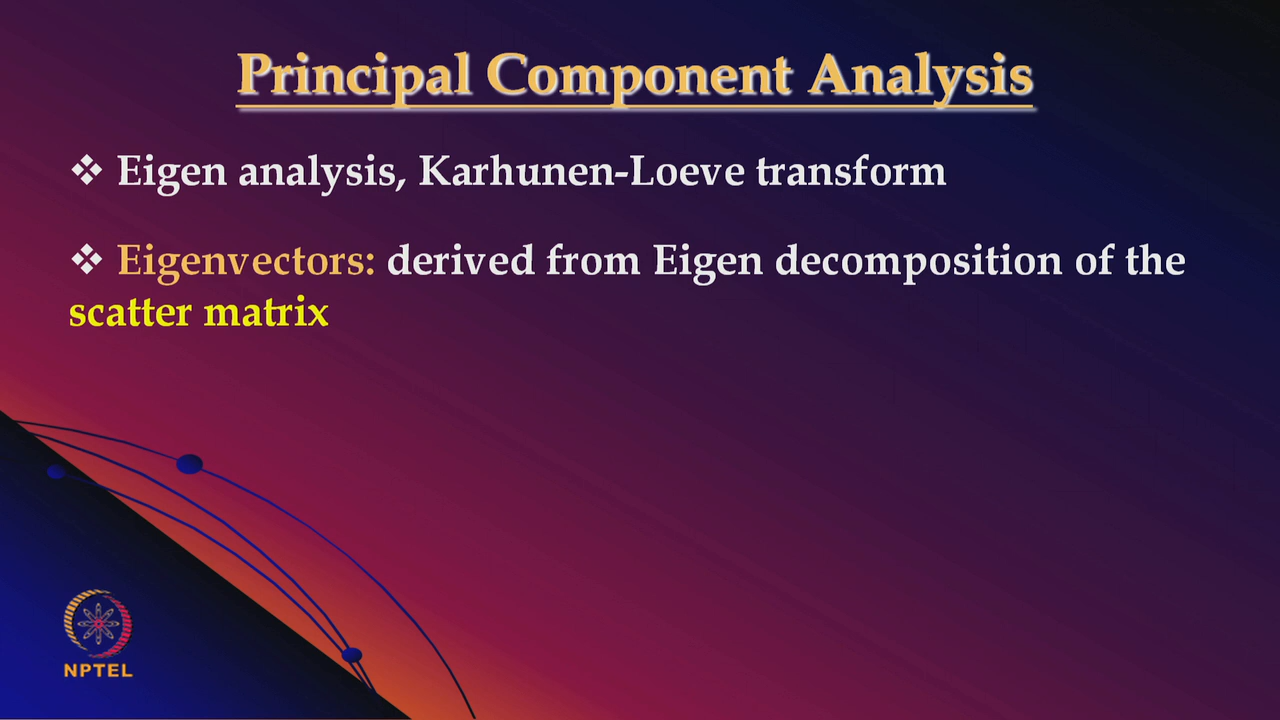 Principal Component Analysis
❖ Eigen analysis, Karhunen-Loeve transform
❖ Eigenvectors: derived from Eigen decomposition of the
scatter matrix
NPTEL